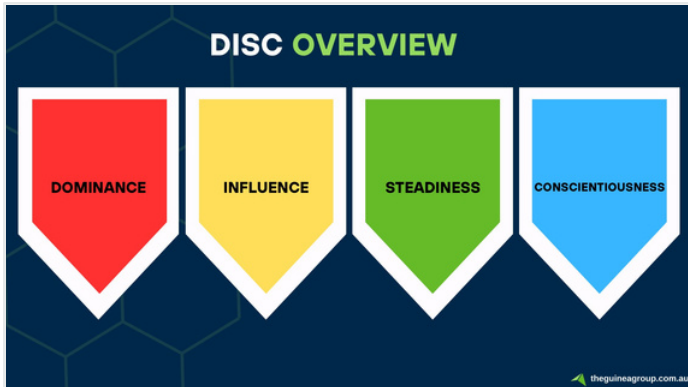 DISC OVERVIEW
DOMINANCE
INFLUENCE
STEADINESS
CONSCIENTIOUSNESS
theguineagroup.com.au